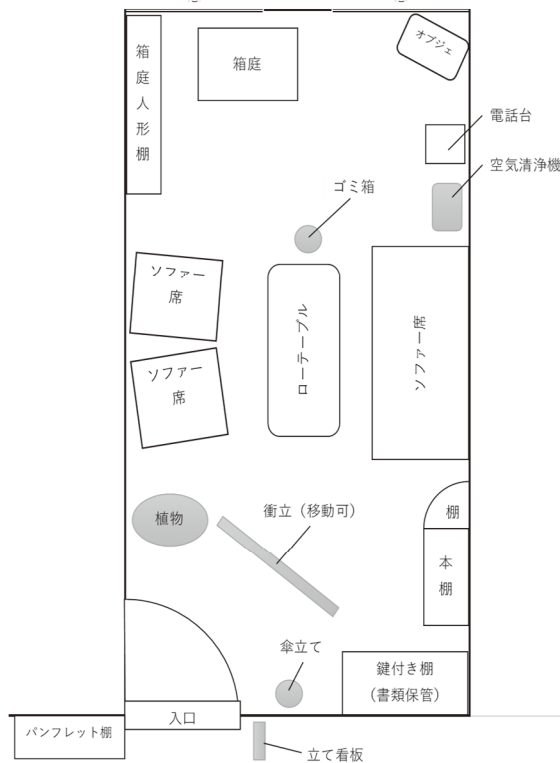 箱庭人形棚
箱庭
オブジェ
電話台
空気清浄機
ゴミ箱
ソファー
席
ローテーブル
ソファー席
ソファー
席
植物
衝立（移動可）
棚
本棚
傘立て
鍵付き棚
（書類保管）
入口
パンフレット棚
立て看板